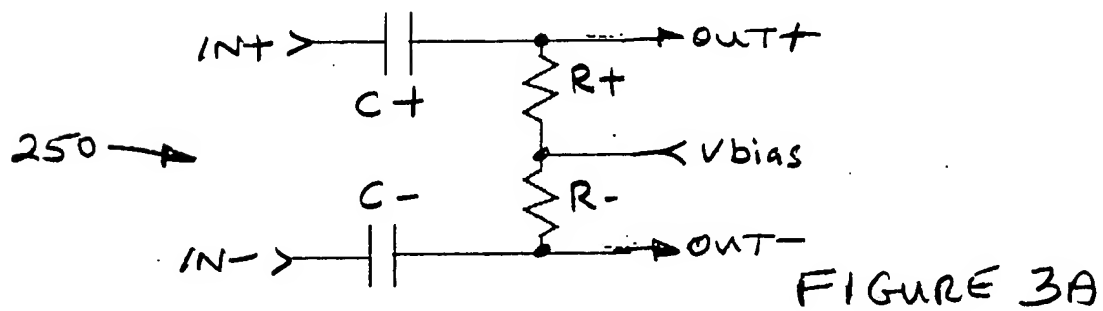 IN+
OUT+
C+
R+
250
Vbias
C-
R-
IN-
OUT-
FIGURE 3A